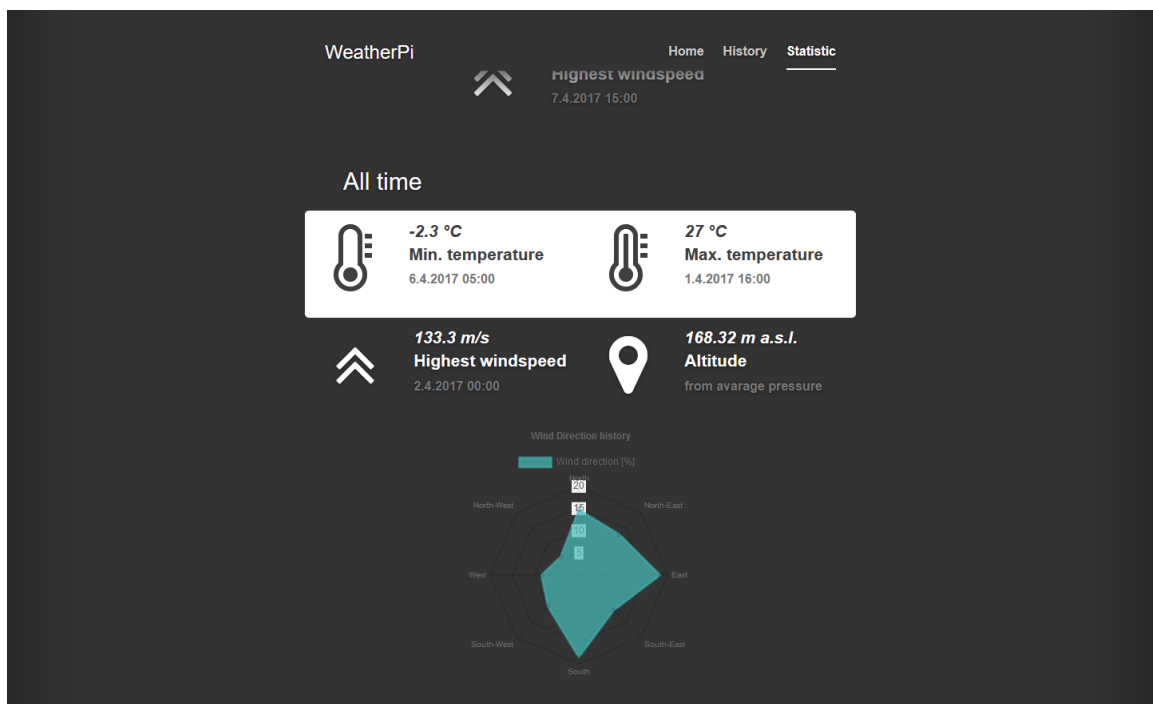 WeatherPi
Home History Statistic
Highest windspeed
7.4.2017 15:00
All time
-2.3 °C
Min. temperature
6.4.2017 05:00
27 °C
Max. temperature
1.4.2017 16:00
133.3 m/s
Highest windspeed
2.4.2017 00:00
168.32 m a.s.l.
Altitude
from avarage pressure
Wind Direction history
Wind direction [%]
North
20
North-West
15
North-East
10
5
West
East
South-West
South-East
South